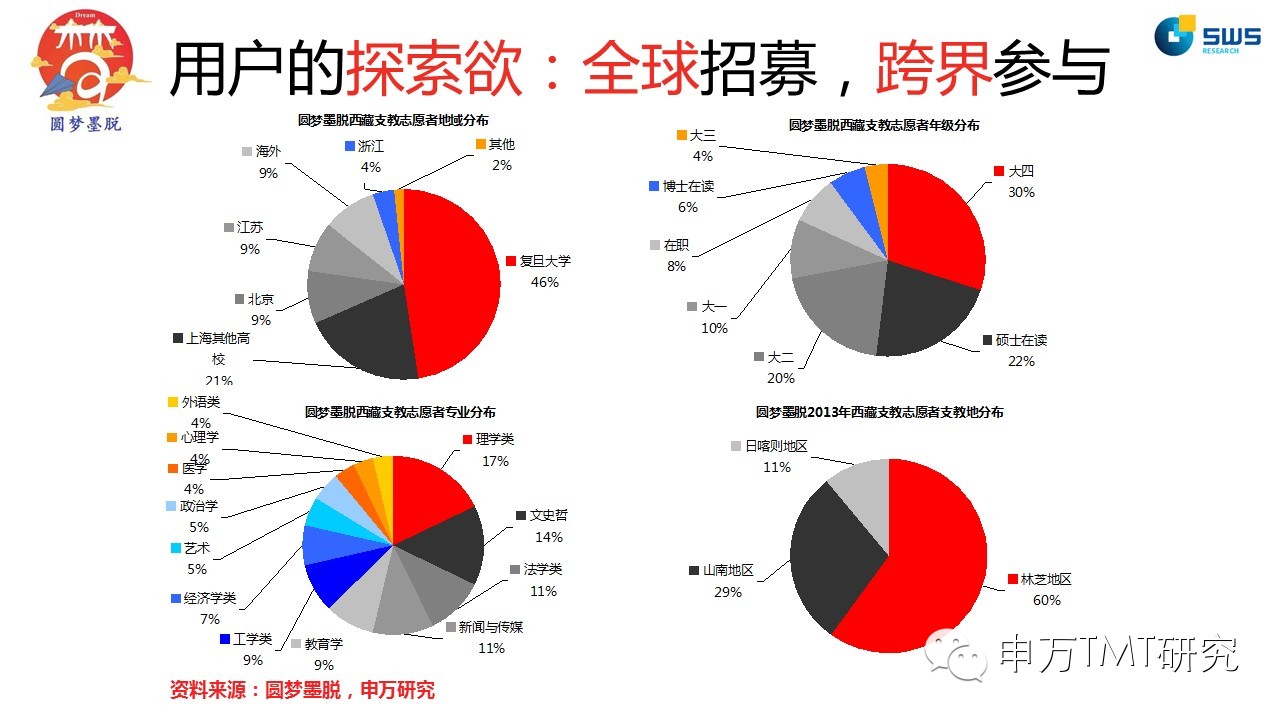 Dream
圆梦墨脱
SWS
RESEARCH
用户的探索欲：全球招募，跨界参与
圆梦墨脱西藏支教志愿者地域分布
其他
2%
浙江
4%
海外
9%
江苏
9%
北京
9%
上海其他高
校
21%
复旦大学
46%
圆梦墨脱西藏支教志愿者年级分布
大三
4%
博士在读
6%
在职
8%
大一
10%
大二
20%
大四
30%
硕士在读
22%
圆梦墨脱西藏支教志愿者专业分布
外语类
4%
心理学
4%
医学
4%
政治学
5%
艺术
5%
经济学类
7%
工学类
9%
教育学
9%
理学类
17%
文史哲
14%
法学类
11%
新闻与传媒
11%
圆梦墨脱2013年西藏支教志愿者支教地分布
日喀则地区
11%
山南地区
29%
林芝地区
60%
申万TMT研究
资料来源：圆梦墨脱，申万研究